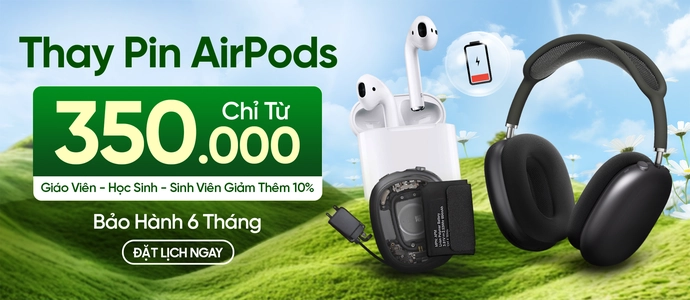 Thay Pin AirPods
Chỉ Từ
350.000
Giáo Viên - Học Sinh - Sinh Viên Giảm Thêm 10%
Bảo Hành 6 Tháng
ĐẶT LỊCH NGAY